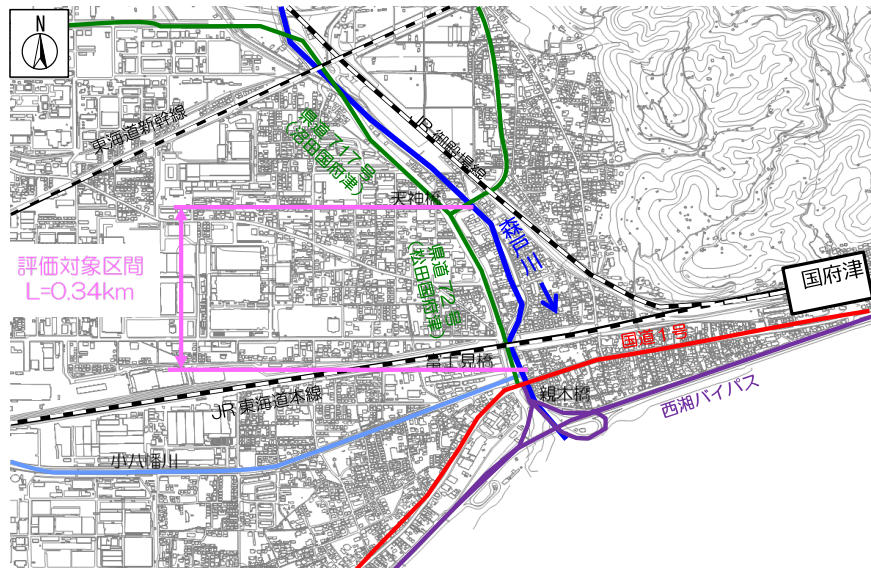 N
東海道新幹線
県道717号
(沼田国府津)
JR御殿場線
天神橋
評価対象区間
L=0.34km
県道72号
(松田国府津)
森戸川
国府津
国道1号
富士見橋
親木橋
西湘バイパス
JR東海道本線
小八幡川